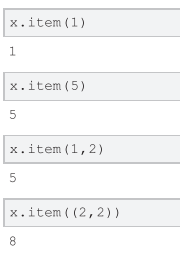 x.item(1)
1
x.item(5)
5
x.item(1,2)
5
x.item((2,2))
8